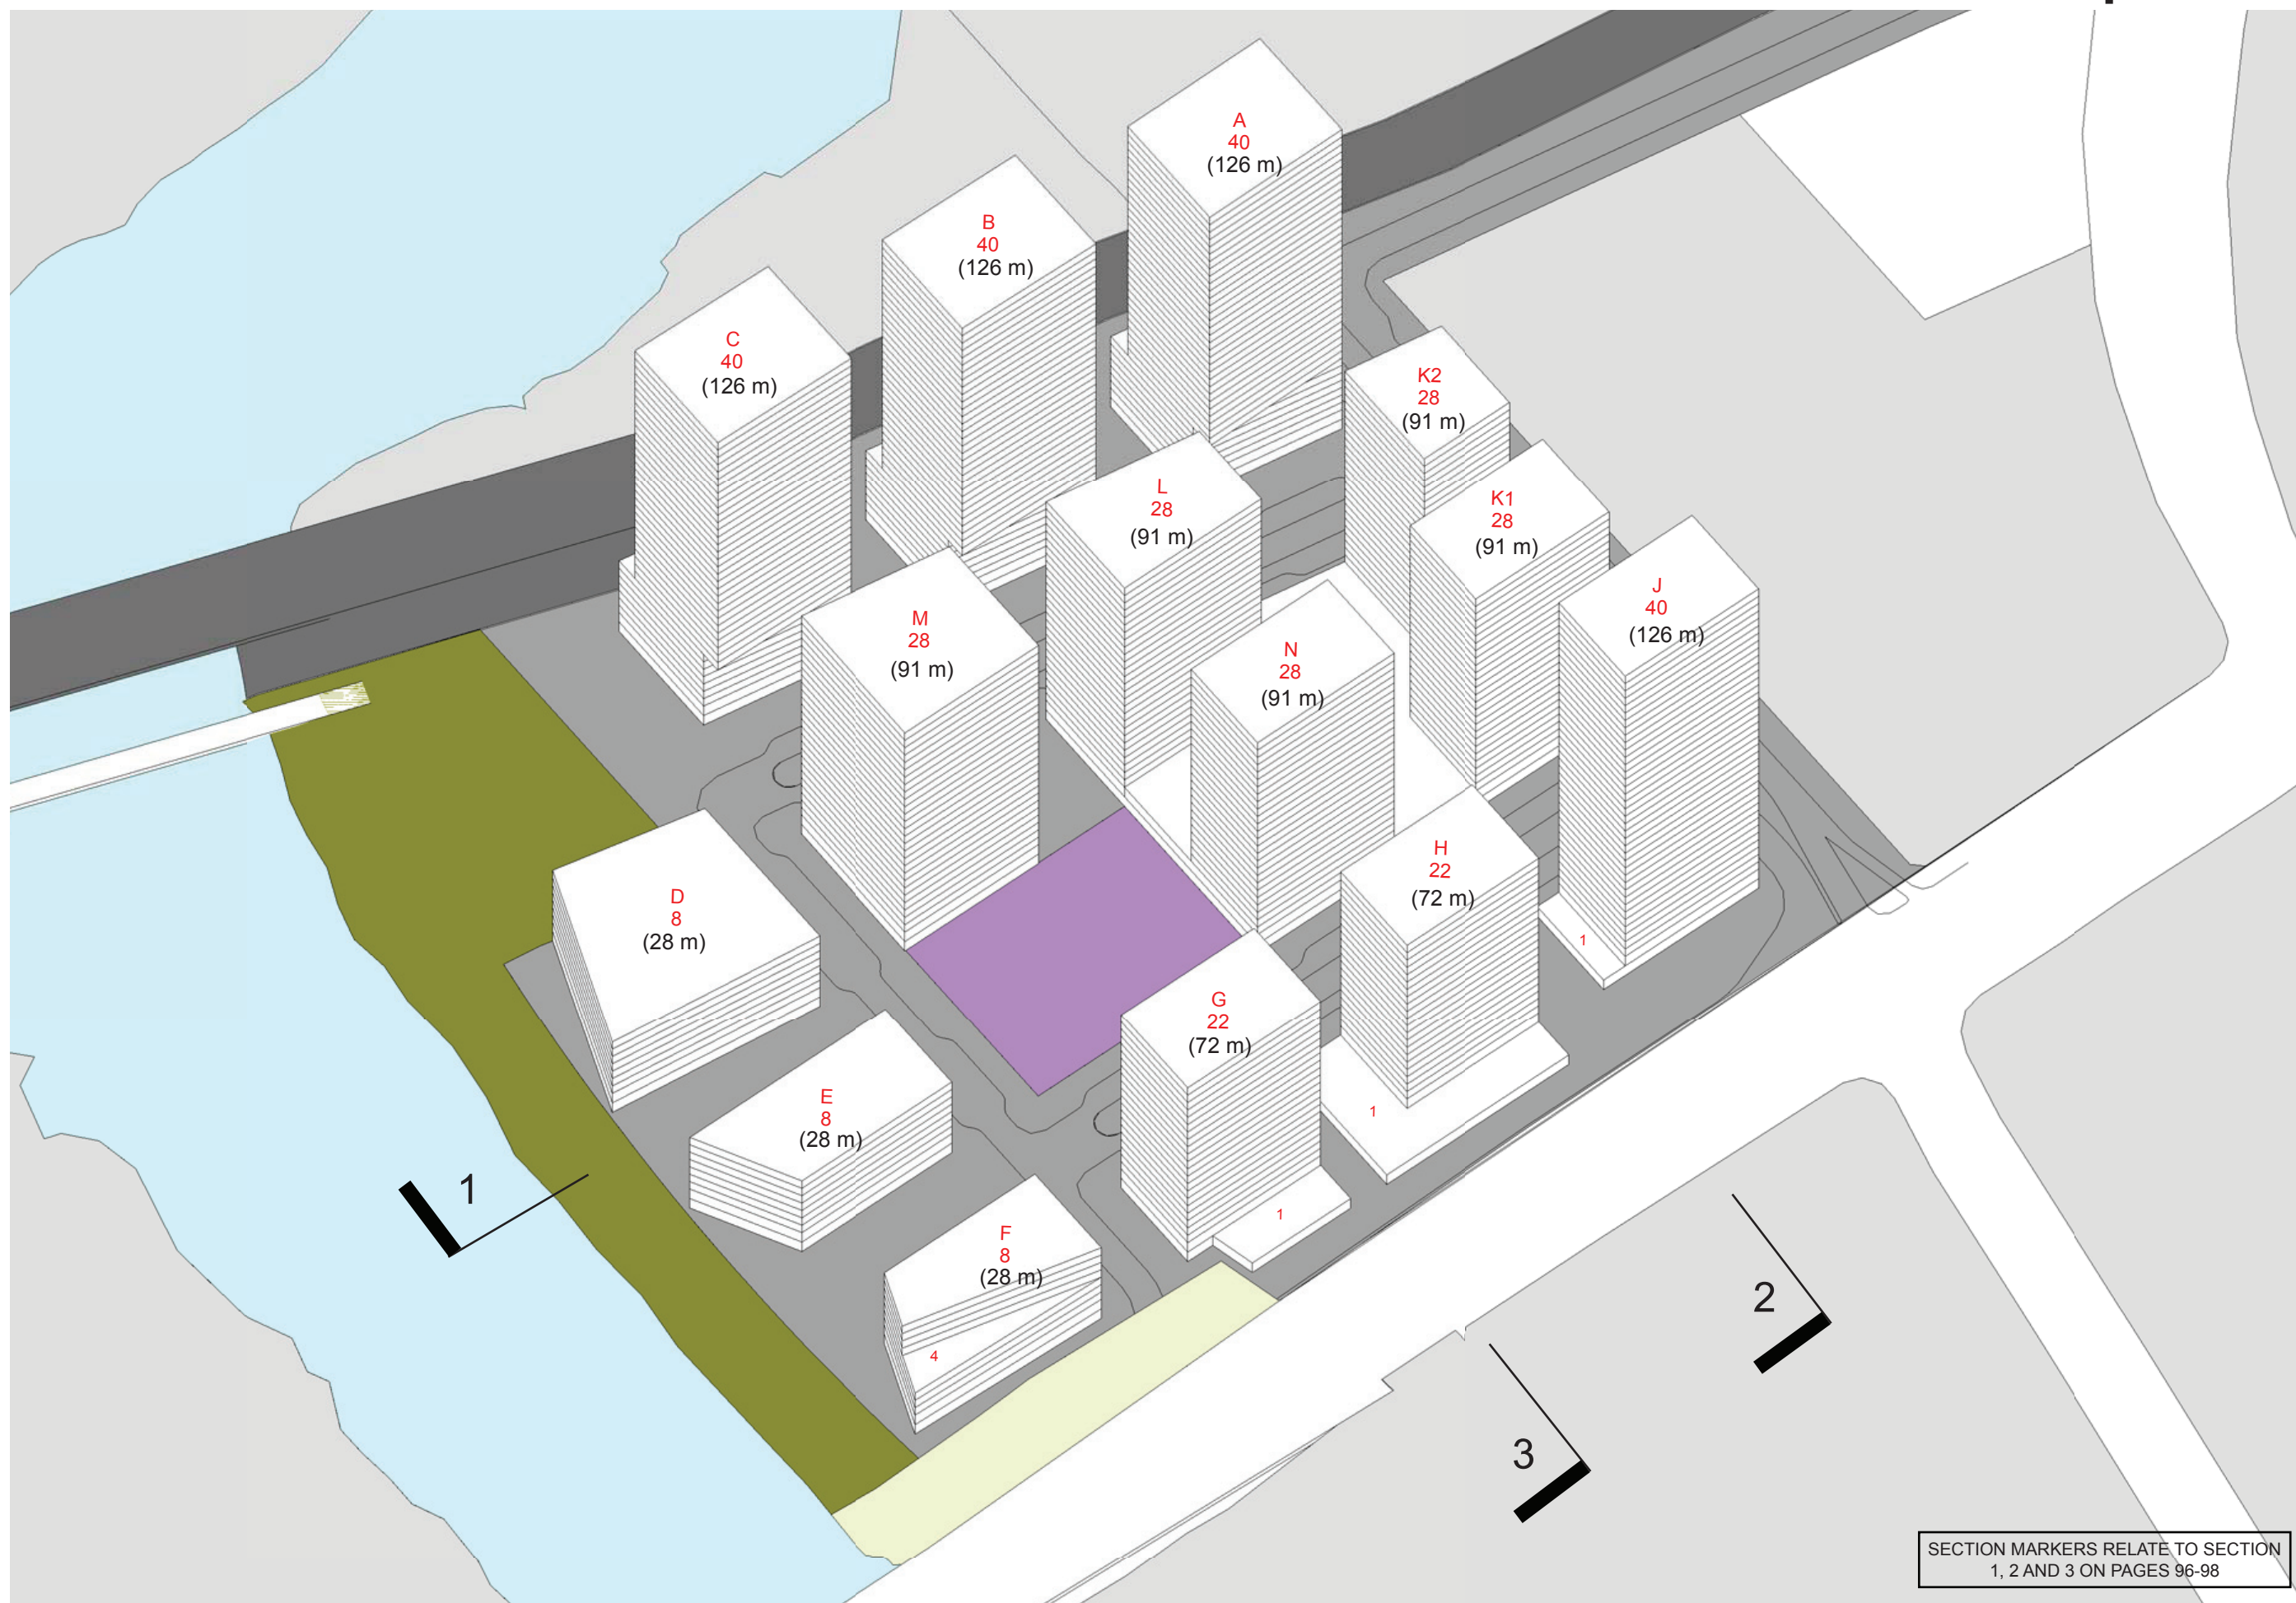 A
40
(126 m)
B
40
(126 m)
C
40
(126 m)
K2
28
(91 m)
L
28
(91 m)
K1
28
(91 m)
J
40
(126 m)
M
28
(91 m)
N
28
(91 m)
H
22
(72 m)
D
8
(28 m)
1
G
22
(72 m)
E
8
(28 m)
1
1
1
F
8
(28 m)
4
2
3
SECTION MARKERS RELATE TO SECTION
1, 2 AND 3 ON PAGES 96-98